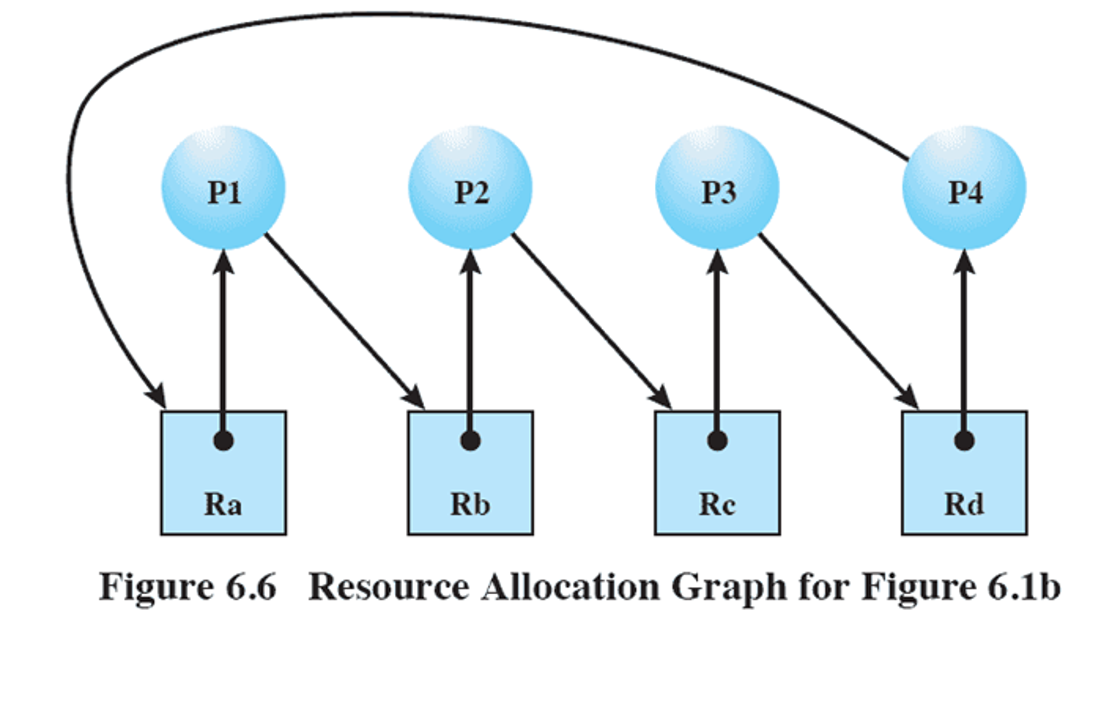 P1 P2 P3 P4
Ra Rb Rc Rd
Figure 6.6 Resource Allocation Graph for Figure 6.1b